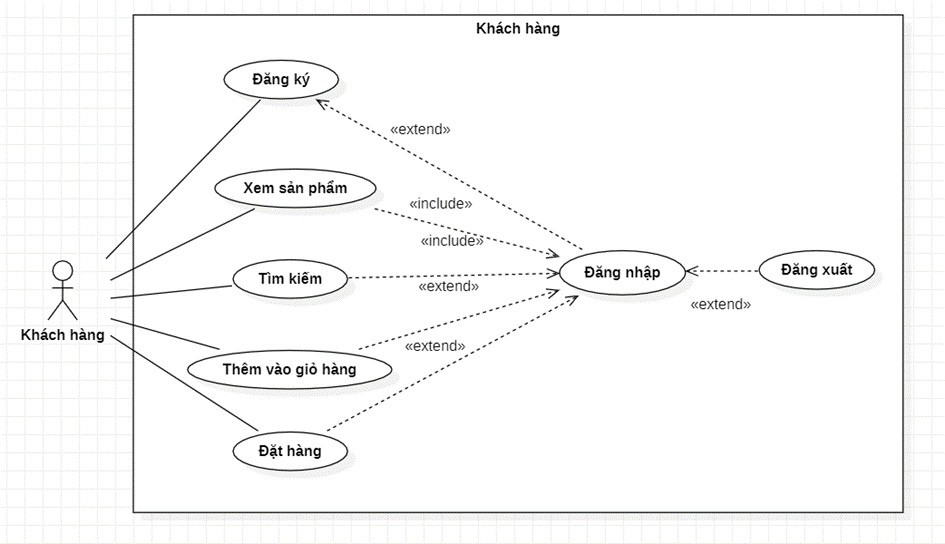 Khách hàng
Đăng ký
«extend»
Xem sản phẩm
«include»
«include»
Tìm kiếm
Đăng nhập
Đăng xuất
«extend»
«extend»
Khách hàng
«extend»
Thêm vào giỏ hàng
Đặt hàng